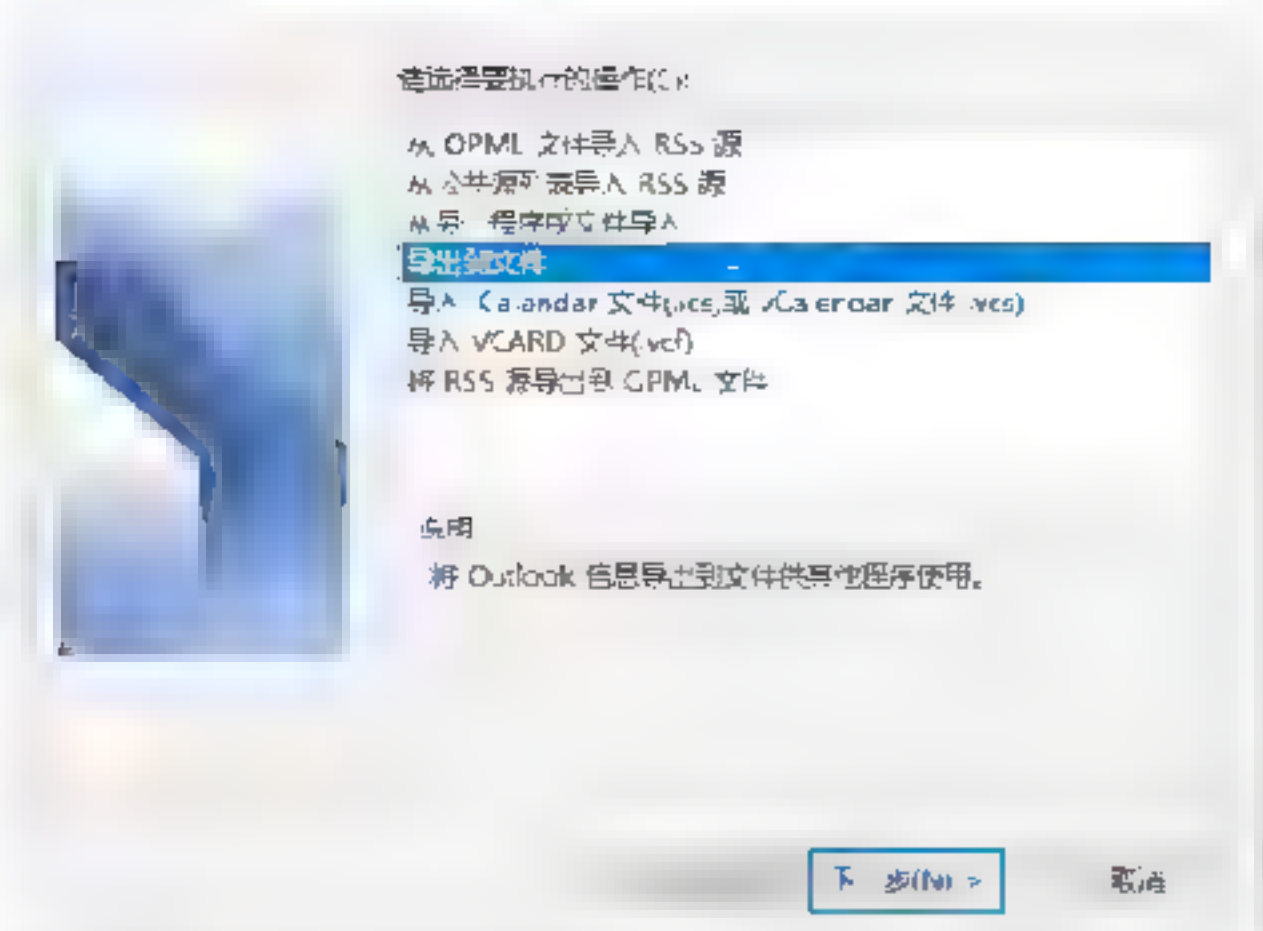 请选择要执行的操作(C):
从 OPML 文件导入 RSS 源
从公共源列表导入 RSS 源
从另一程序或文件导入
导出到文件
导入 iCalendar 文件(.ics)或 vCalendar 文件(.vcs)
导入 VCARD 文件(.vcf)
将 RSS 源导出到 OPML 文件
说明
将 Outlook 信息导出到文件供其他程序使用。
下一步(N) >
取消